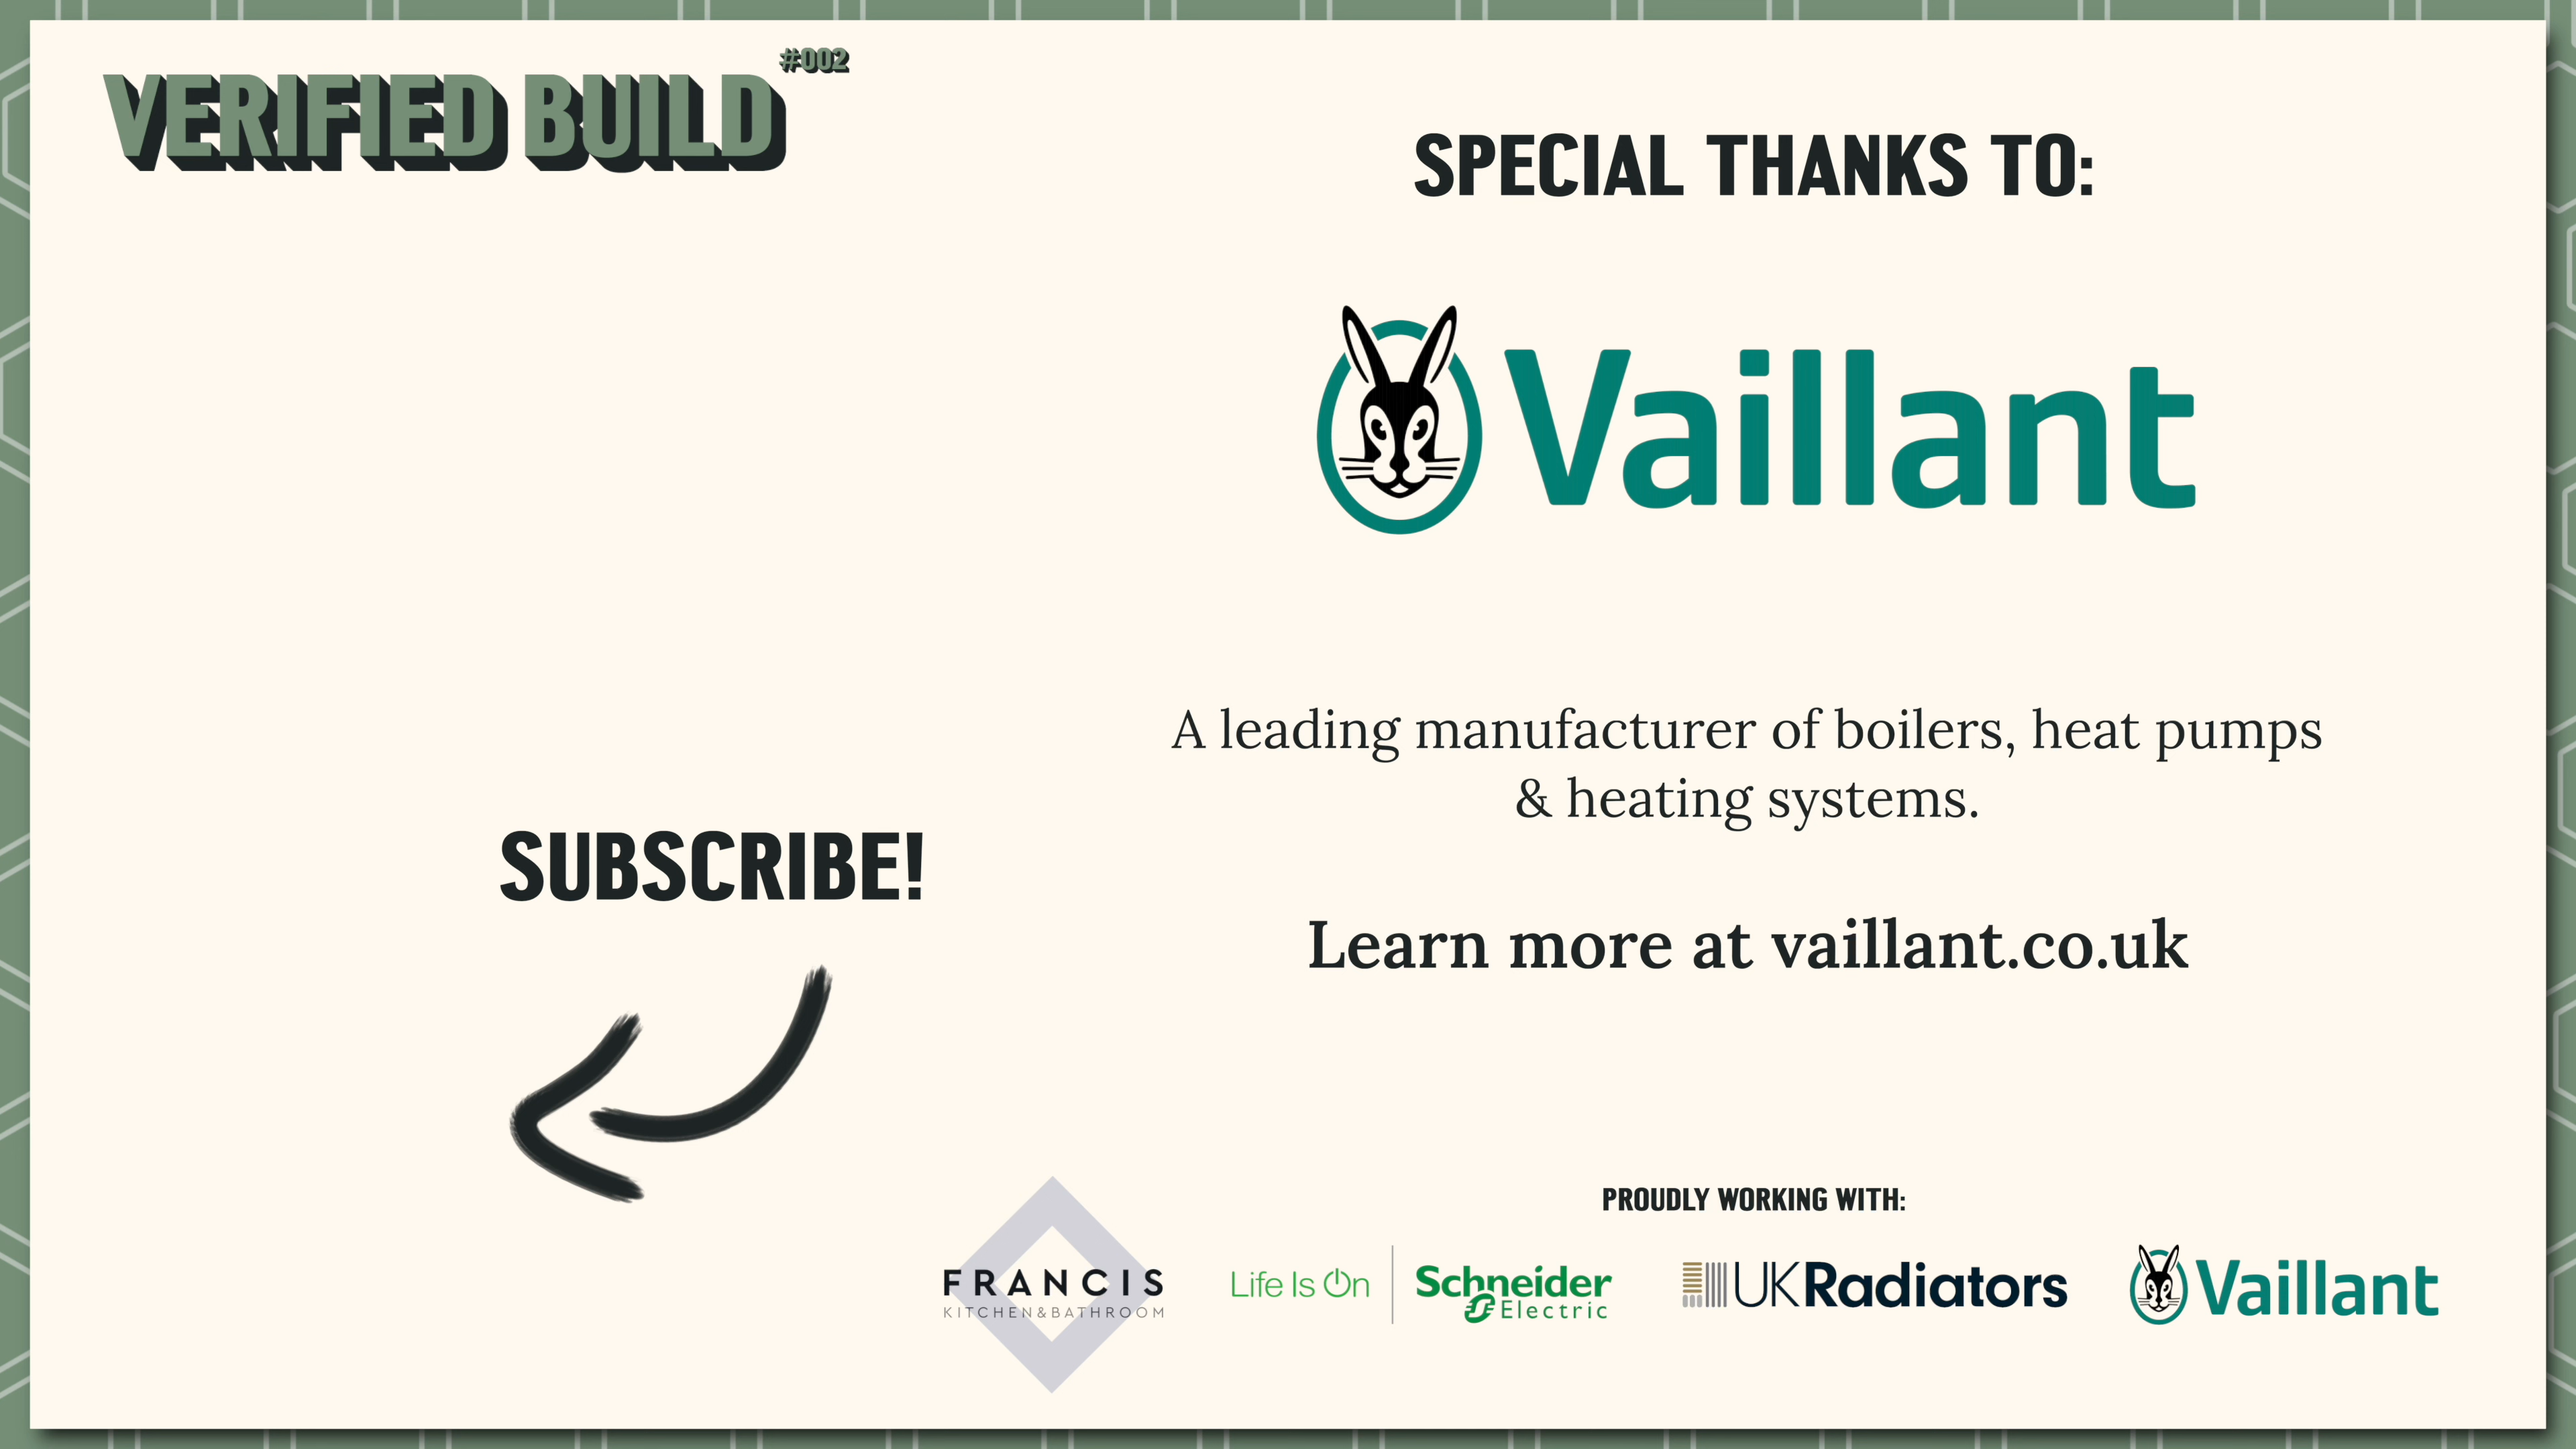 VERIFIED BUILD #002
SPECIAL THANKS TO:
Vaillant
A leading manufacturer of boilers, heat pumps
& heating systems.
Learn more at vaillant.co.uk
SUBSCRIBE!
PROUDLY WORKING WITH:
FRANCIS
KITCHEN&BATHROOM
Life Is On
Schneider
Electric
UKRadiators
Vaillant